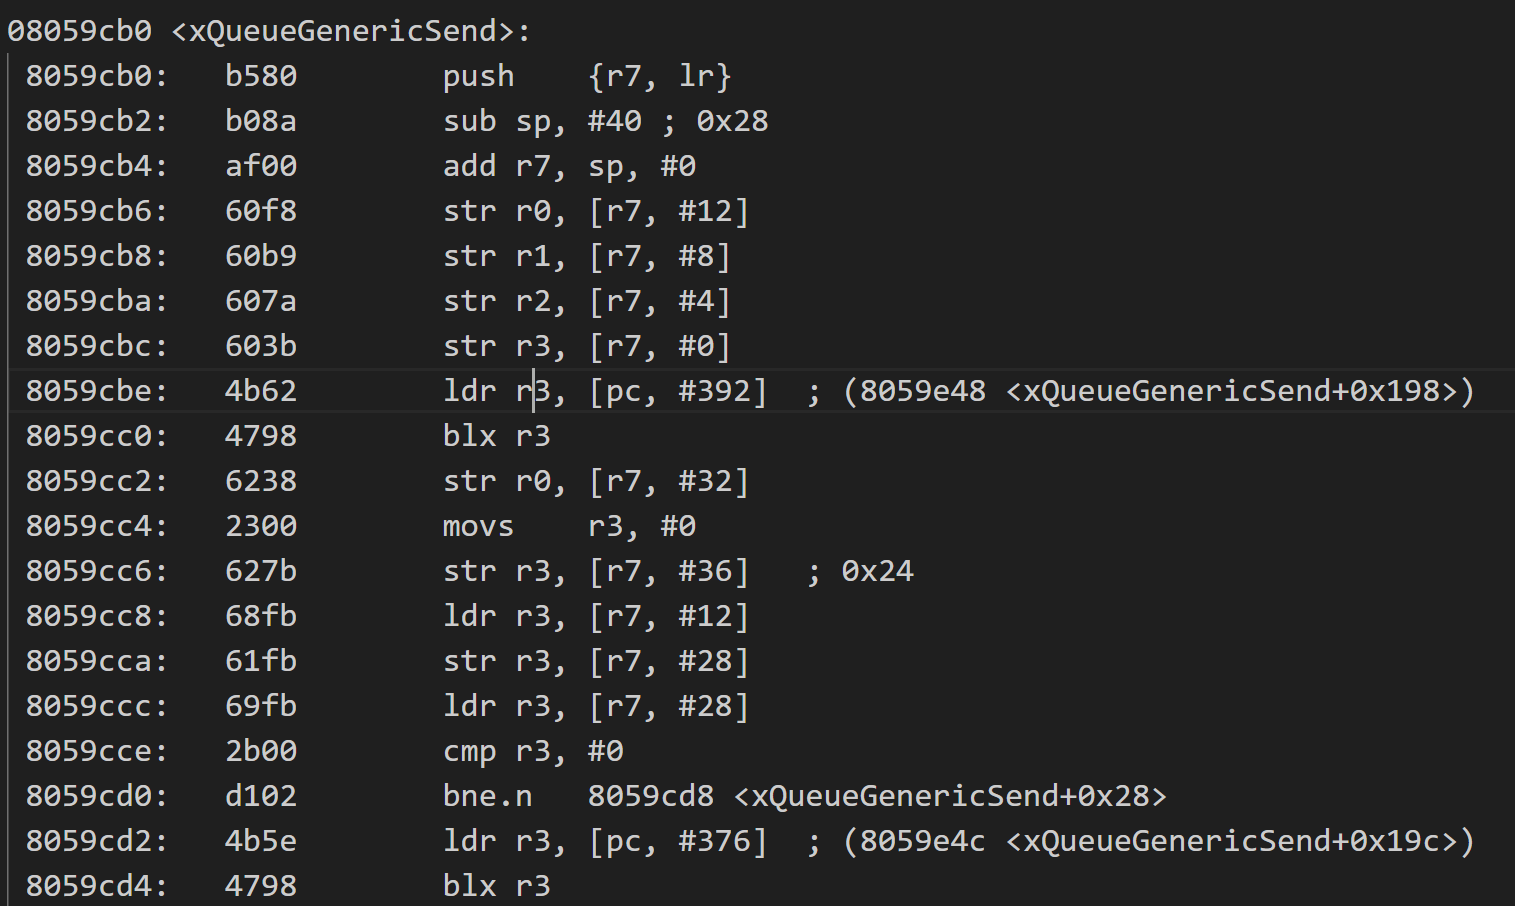 08059cb0 <xQueueGenericSend>:
8059cb0: b580 push {r7, lr}
8059cb2: b08a sub sp, #40 ; 0x28
8059cb4: af00 add r7, sp, #0
8059cb6: 60f8 str r0, [r7, #12]
8059cb8: 60b9 str r1, [r7, #8]
8059cba: 607a str r2, [r7, #4]
8059cbc: 603b str r3, [r7, #0]
8059cbe: 4b62 ldr r3, [pc, #392] ; (8059e48 <xQueueGenericSend+0x198>)
8059cc0: 4798 blx r3
8059cc2: 6238 str r0, [r7, #32]
8059cc4: 2300 movs r3, #0
8059cc6: 627b str r3, [r7, #36] ; 0x24
8059cc8: 68fb ldr r3, [r7, #12]
8059cca: 61fb str r3, [r7, #28]
8059ccc: 69fb ldr r3, [r7, #28]
8059cce: 2b00 cmp r3, #0
8059cd0: d102 bne.n 8059cd8 <xQueueGenericSend+0x28>
8059cd2: 4b5e ldr r3, [pc, #376] ; (8059e4c <xQueueGenericSend+0x19c>)
8059cd4: 4798 blx r3